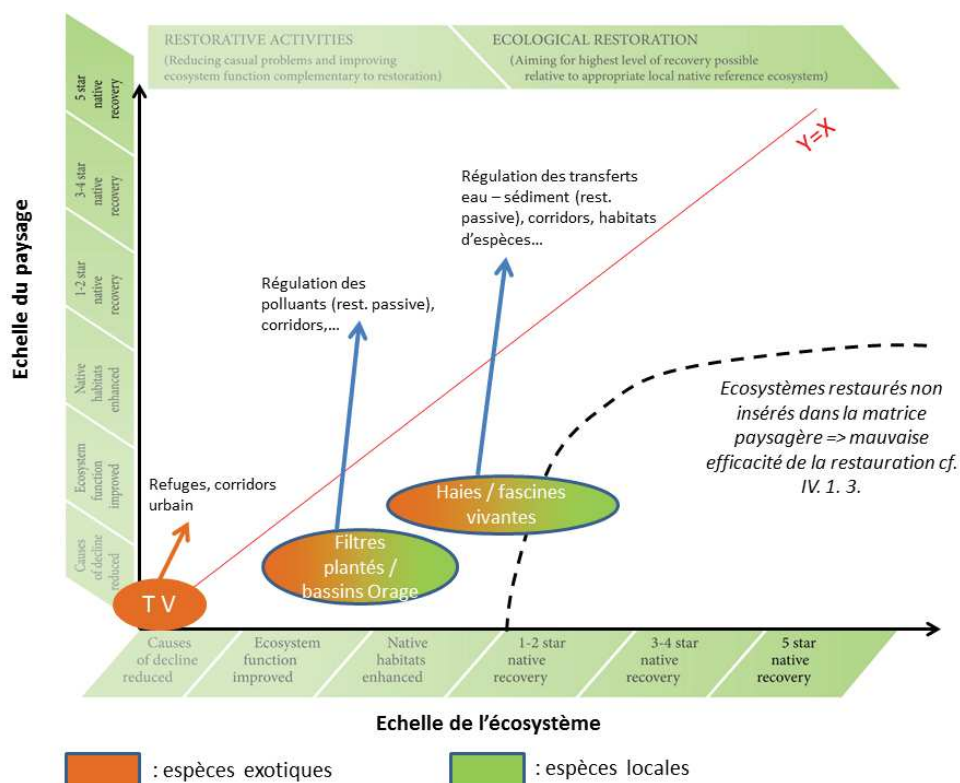 RESTORATIVE ACTIVITIES
(Reducing casual problems and improving
ecosystem function complementary to restoration)
ECOLOGICAL RESTORATION
(Aiming for highest level of recovery possible
relative to appropriate local native reference ecosystem)
Echelle du paysage
5 star
native
recovery
3-4 star
native
recovery
1-2 star
native
recovery
Native
habitats
enhanced
Ecosystem
function
improved
Causes
of decline
reduced
Y=X
Régulation des transferts
eau – sédiment (rest.
passive), corridors, habitats
d’espèces…
Régulation des
polluants (rest. passive),
corridors,…
Refuges, corridors
urbain
Ecosystèmes restaurés non
insérés dans la matrice
paysagère => mauvaise
efficacité de la restauration cf.
IV. 1. 3.
Haies / fascines
vivantes
Filtres
plantés /
bassins Orage
T V
Causes
of decline
reduced
Ecosystem
function
improved
Native
habitats
enhanced
1-2 star
native
recovery
3-4 star
native
recovery
5 star
native
recovery
Echelle de l’écosystème
: espèces exotiques
: espèces locales